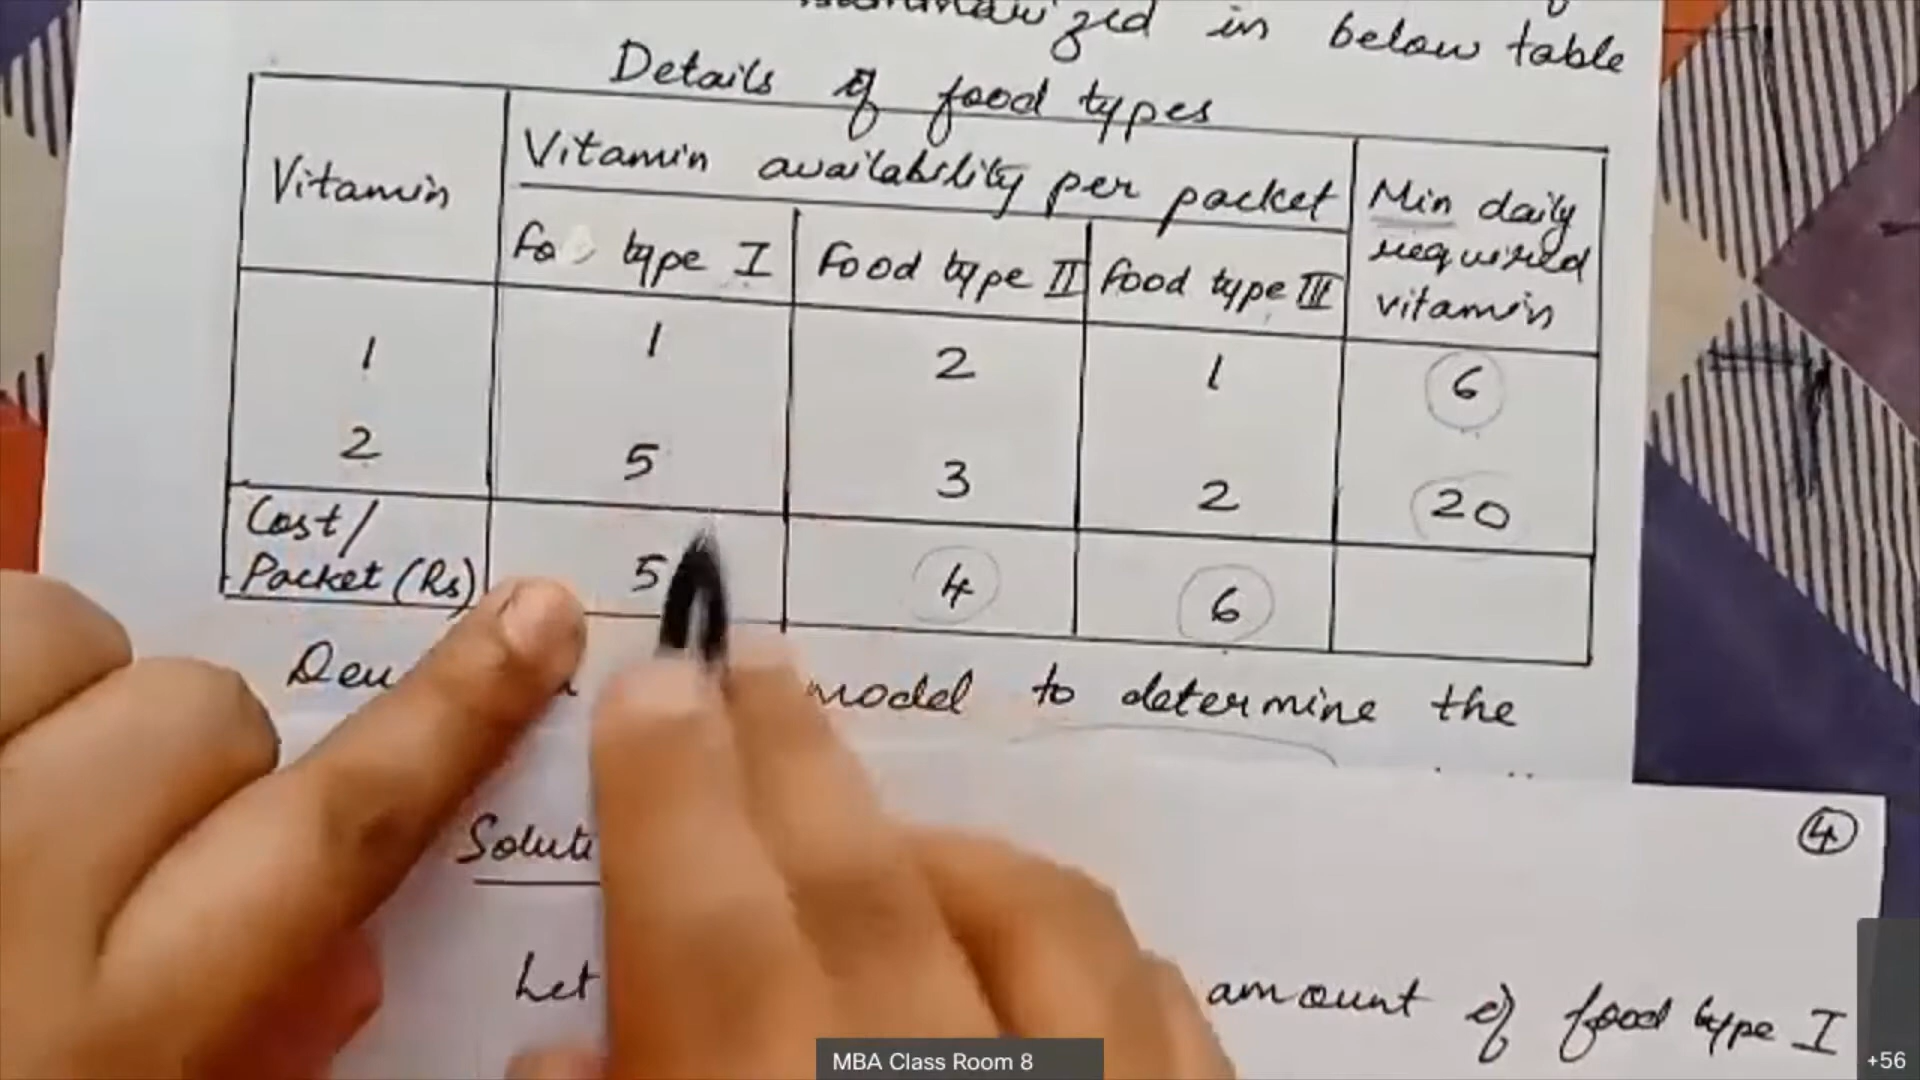 in below table
Details of food types
Vitamin
Vitamin availability per packet
Min daily required vitamin
type I
Food type II
Food type III
1 1 2 1 6
2 5 3 2 20
Cost/
Packet (Rs) 5 4 6
model to determine the
4
Let
amount of food type I
MBA Class Room 8
+56